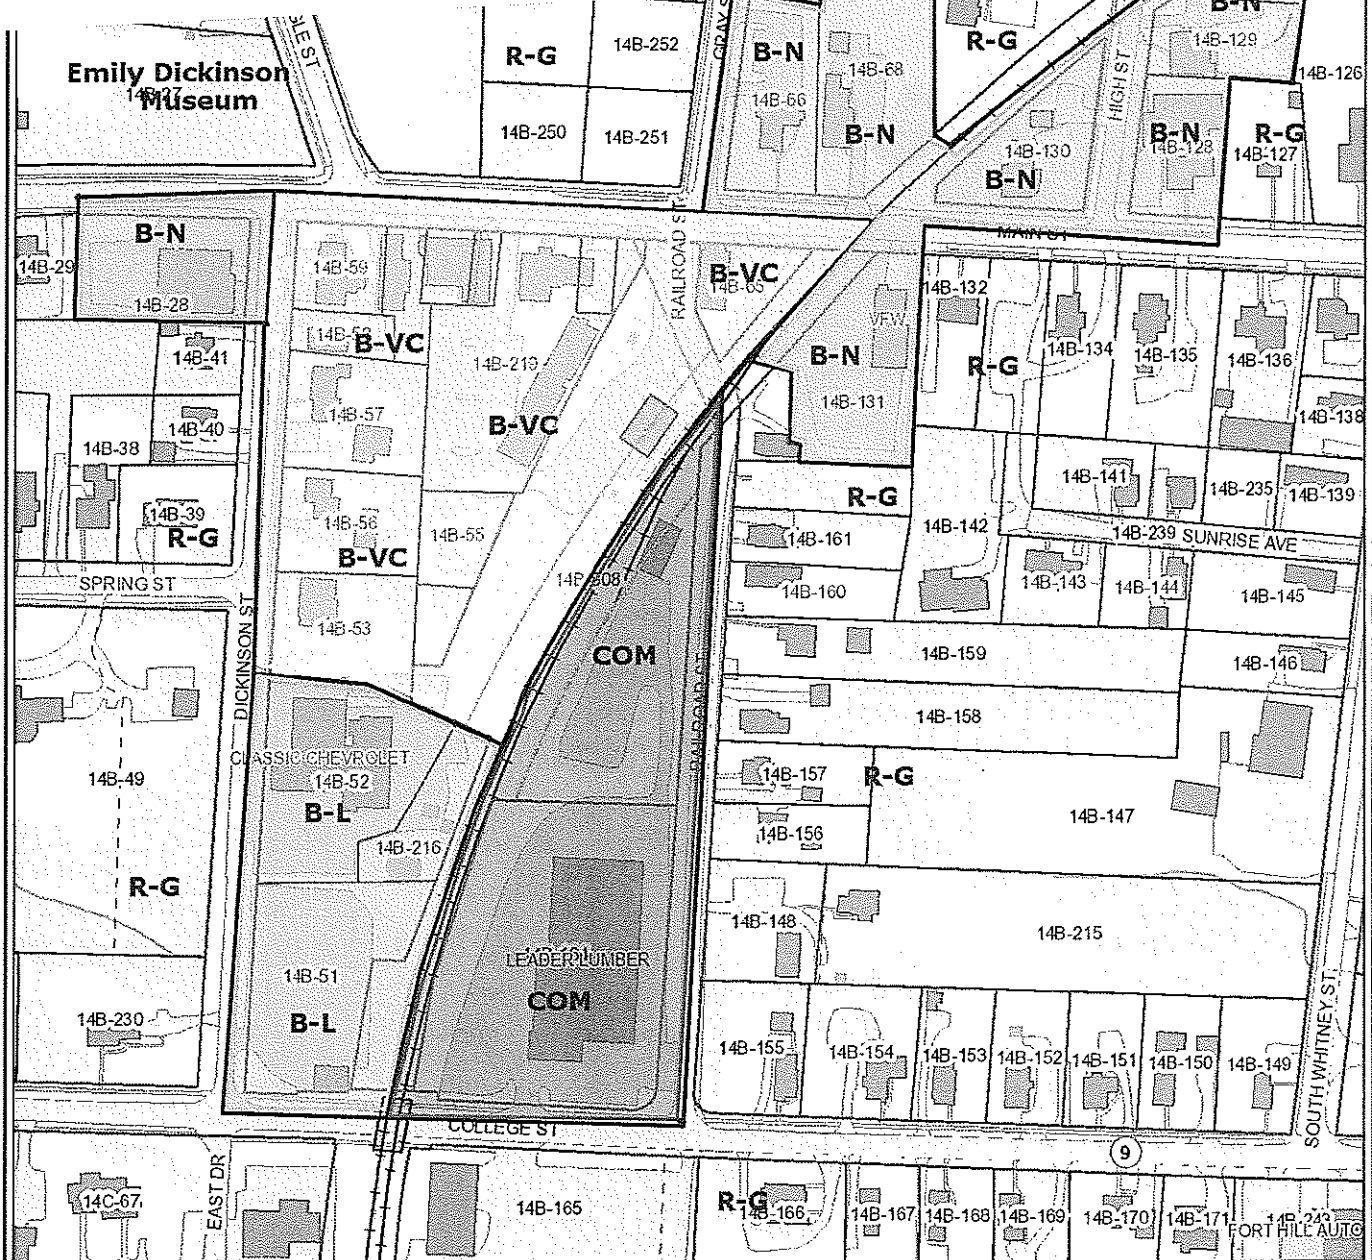 B-N
GRAY S
GLE ST
R-G
14B-252
B-N
R-G
14B-129
14B-68
14B-126
Emily Dickinson
Museum
14B-27
14B-66
HIGH ST
14B-250
14B-251
B-N
14B-130
B-N
B-N
14B-128
R-G
14B-127
RAILROAD ST
MAIN ST
B-N
14B-29
14B-28
14B-59
B-VC
14B-65
14B-132
VFW
14B-41
B-VC
14B-219
B-N
R-G
14B-134
14B-135
14B-136
14B-131
14B-40
14B-38
14B-57
B-VC
14B-138
14B-141
14B-235
14B-139
R-G
14B-39
R-G
14B-56
14B-55
14B-161
14B-142
14B-239
SUNRISE AVE
B-VC
SPRING ST
14B-160
14B-143
14B-144
14B-145
DICKINSON ST
14B-53
COM
RAILROAD ST
14B-159
14B-146
14B-158
CLASSIC CHEVROLET
14B-49
14B-52
B-L
14B-157
R-G
14B-147
14B-156
14B-216
R-G
14B-148
14B-215
LEADER LUMBER
14B-51
COM
14B-230
B-L
14B-155
14B-154
14B-153
14B-152
14B-151
14B-150
14B-149
SOUTH WHITNEY ST
COLLEGE ST
9
EAST DR
14C-67
14B-165
R-G
14B-166
14B-167
14B-168
14B-169
14B-170
14B-171
FORT HILL AUTO